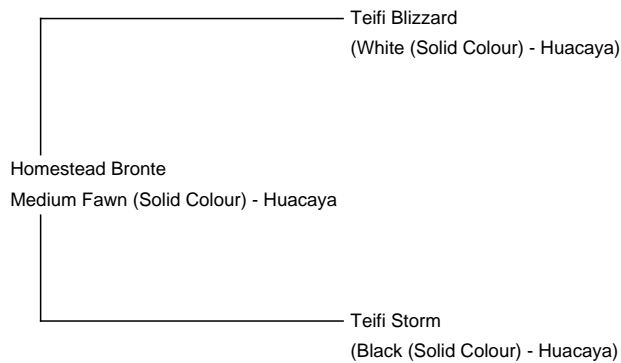 Teifi Blizzard
(White (Solid Colour) - Huacaya)
Homestead Bronte
Medium Fawn (Solid Colour) - Huacaya
Teifi Storm
(Black (Solid Colour) - Huacaya)